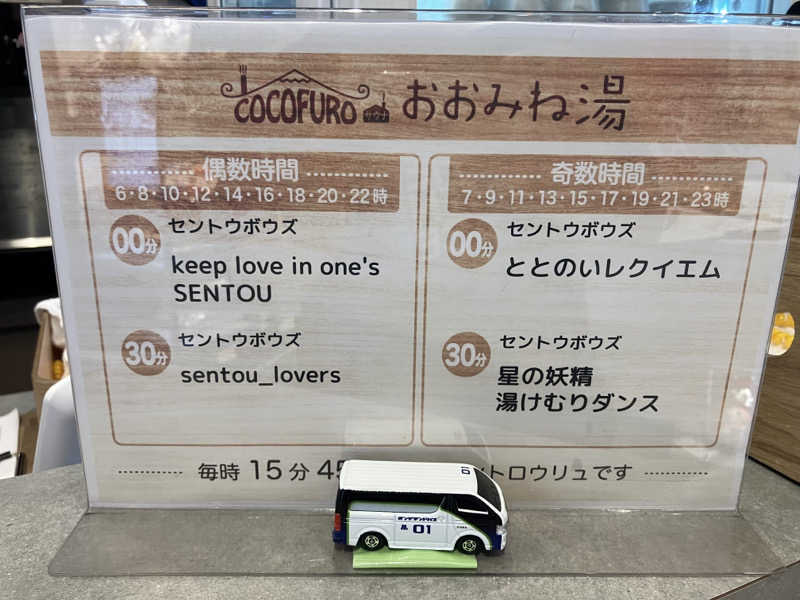 COCOFURO サウナ おおみね湯
偶数時間
6・8・10・12・14・16・18・20・22時
00分 セントウボウズ
keep love in one's
SENTOU
30分 セントウボウズ
sentou_lovers
奇数時間
7・9・11・13・15・17・19・21・23時
00分 セントウボウズ
ととのいレクイエム
30分 セントウボウズ
星の妖精
湯けむりダンス
毎時 15分 45 ントロウリュです
01